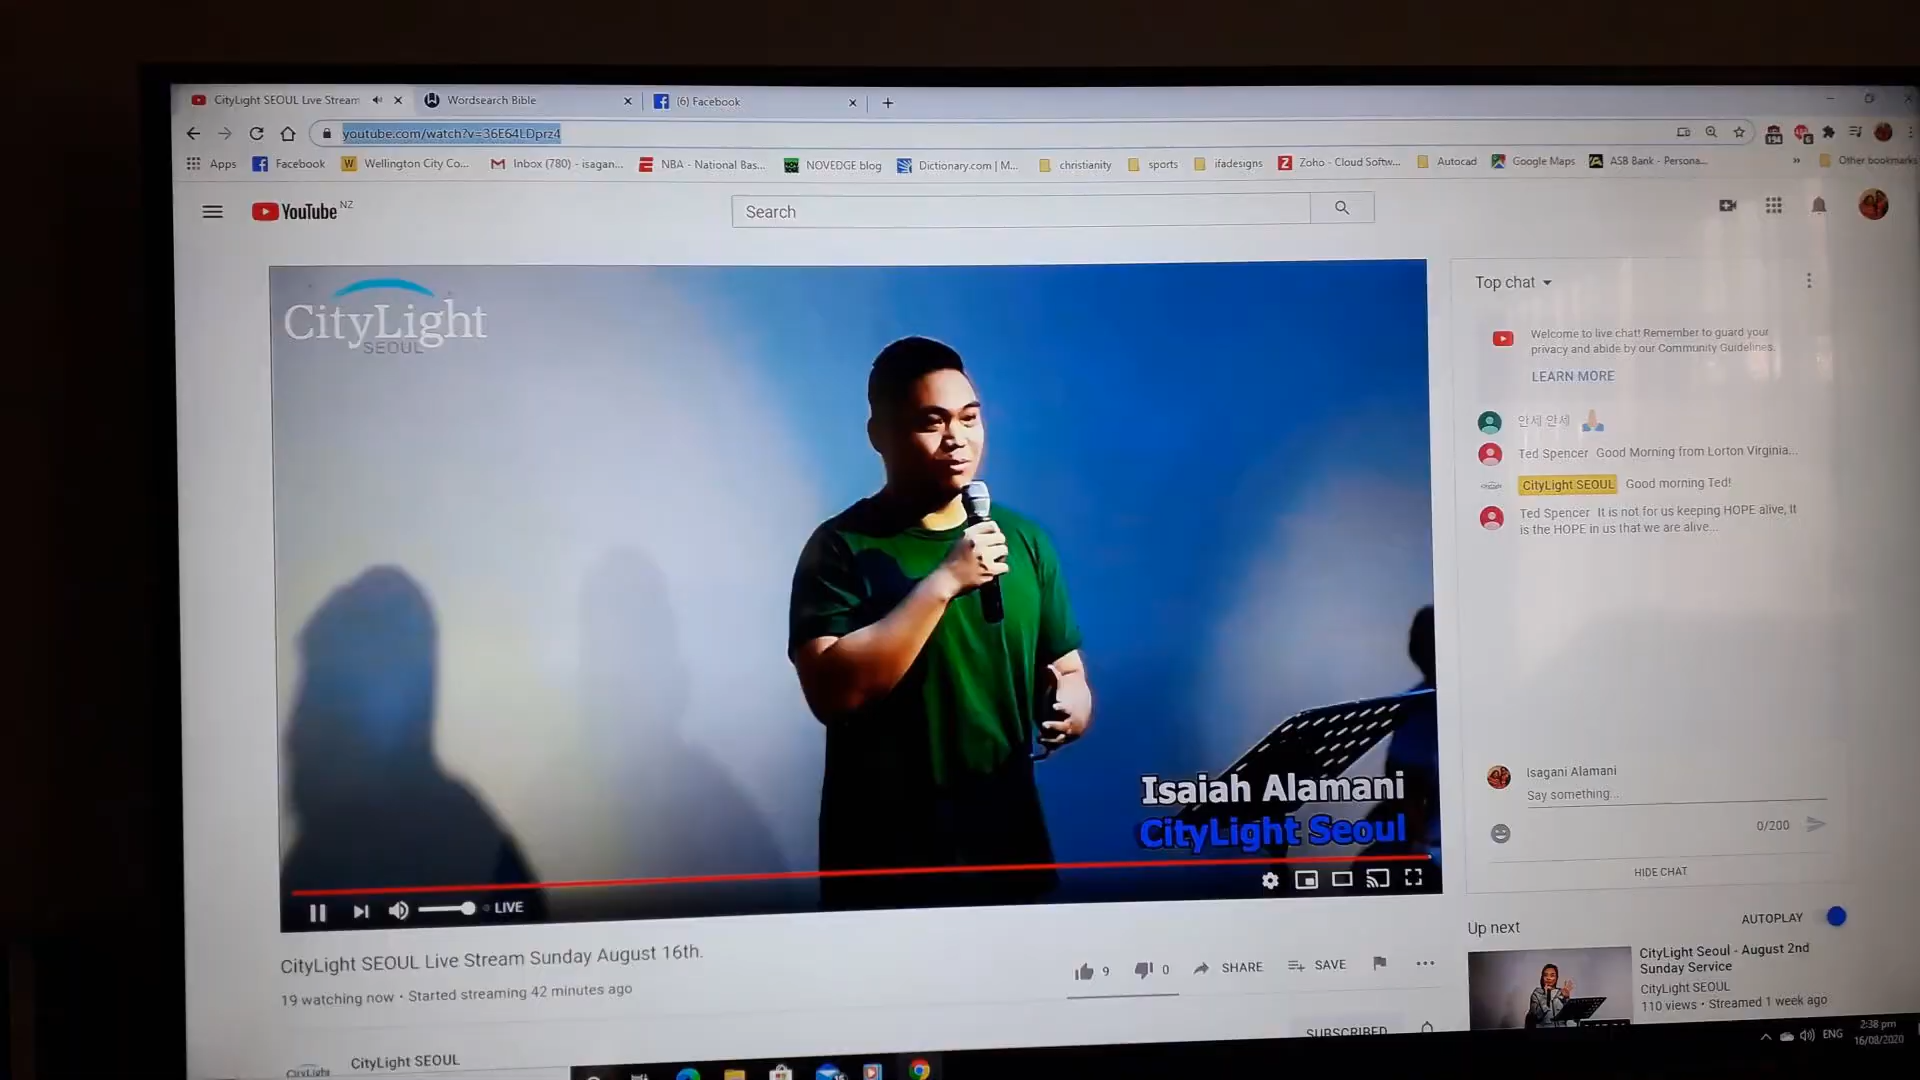 CityLight SEOUL Live Stream
Wordsearch Bible
(6) Facebook
youtube.com/watch?v=36E64LDprz4
Apps
Facebook
Wellington City Co...
Inbox (780) - isagan...
NBA - National Bas...
NOVEDGE blog
Dictionary.com | M...
christianity
sports
ifadesigns
Zoho - Cloud Softw...
Autocad
Google Maps
ASB Bank - Persona...
Other bookmarks
YouTube NZ
Search
CityLight
SEOUL
Isaiah Alamani
CityLight Seoul
LIVE
Top chat
Welcome to live chat! Remember to guard your
privacy and abide by our Community Guidelines.
LEARN MORE
안세 안세
Ted Spencer Good Morning from Lorton Virginia...
CityLight SEOUL Good morning Ted!
Ted Spencer It is not for us keeping HOPE alive, It
is the HOPE in us that we are alive...
Isagani Alamani
Say something...
0/200
HIDE CHAT
CityLight SEOUL Live Stream Sunday August 16th.
19 watching now • Started streaming 42 minutes ago
9
0
SHARE
SAVE
SUBSCRIBED
CityLight
CityLight SEOUL
Up next
AUTOPLAY
CityLight Seoul - August 2nd
Sunday Service
CityLight SEOUL
110 views • Streamed 1 week ago
ENG
2:38 pm
16/08/2020